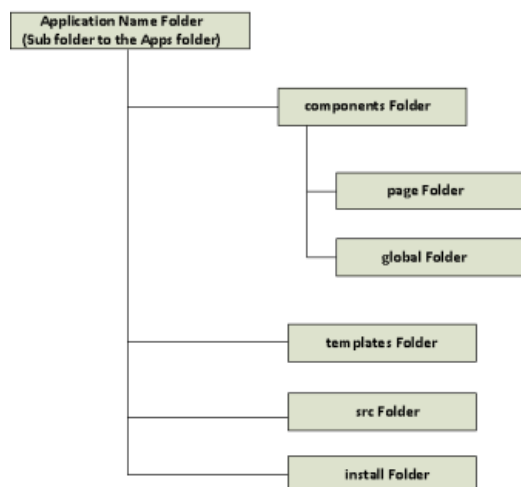 Application Name Folder
(Sub folder to the Apps folder)
components Folder
page Folder
global Folder
templates Folder
src Folder
install Folder